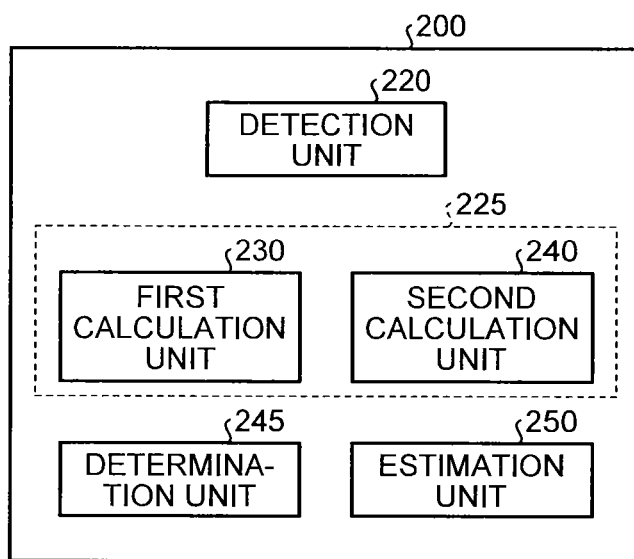 200
220
DETECTION
UNIT
225
230
FIRST
CALCULATION
UNIT
240
SECOND
CALCULATION
UNIT
245
DETERMINA-
TION UNIT
250
ESTIMATION
UNIT